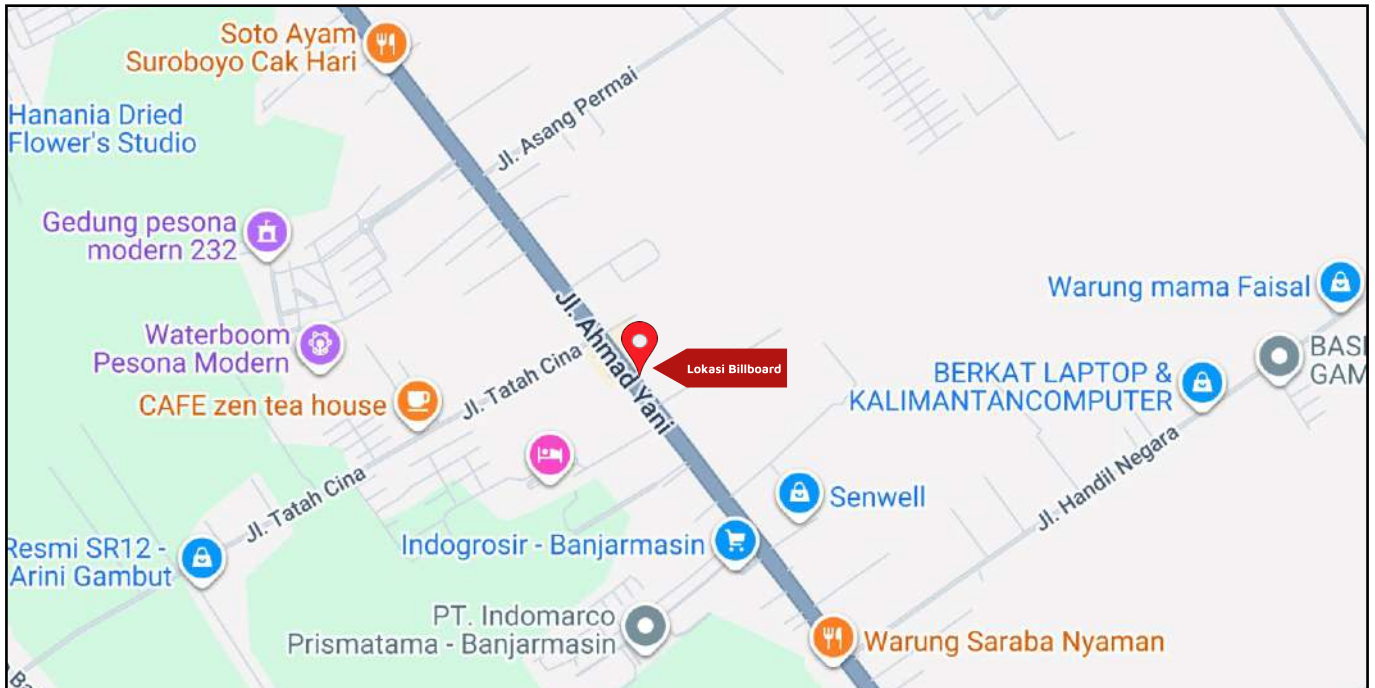 Soto Ayam
Suroboyo Cak Hari
Hanania Dried
Flower's Studio
Jl. Asang Permai
Gedung pesona
modern 232
Warung mama Faisal
Jl. Ahmad Yani
Waterboom
Pesona Modern
Lokasi Billboard
Jl. Tatah Cina
BERKAT LAPTOP &
KALIMANTANCOMPUTER
BASI
GAM
CAFE zen tea house
Jl. Handil Negara
Jl. Tatah Cina
Senwell
Resmi SR12 -
Arini Gambut
Indogrosir - Banjarmasin
PT. Indomarco
Prismatama - Banjarmasin
Warung Saraba Nyaman